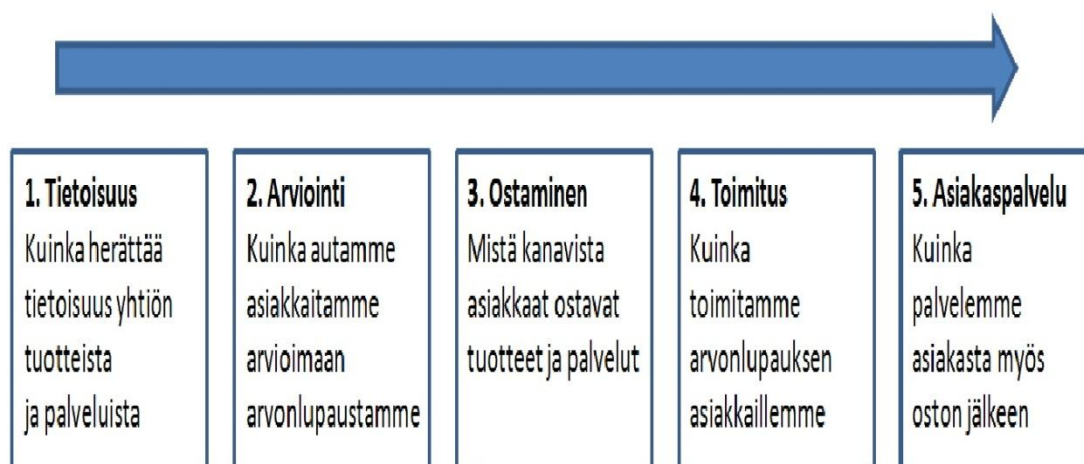 1. Tietoisuus
Kuinka herättää
tietoisuus yhtiön
tuotteista
ja palveluista
2. Arviointi
Kuinka autamme
asiakkaitamme
arvioimaan
arvonlupaustamme
3. Ostaminen
Mistä kanavista
asiakkaat ostavat
tuotteet ja palvelut
4. Toimitus
Kuinka
toimitamme
arvonlupauksen
asiakkaillemme
5. Asiakaspalvelu
Kuinka
palvelemme
asiakasta myös
oston jälkeen